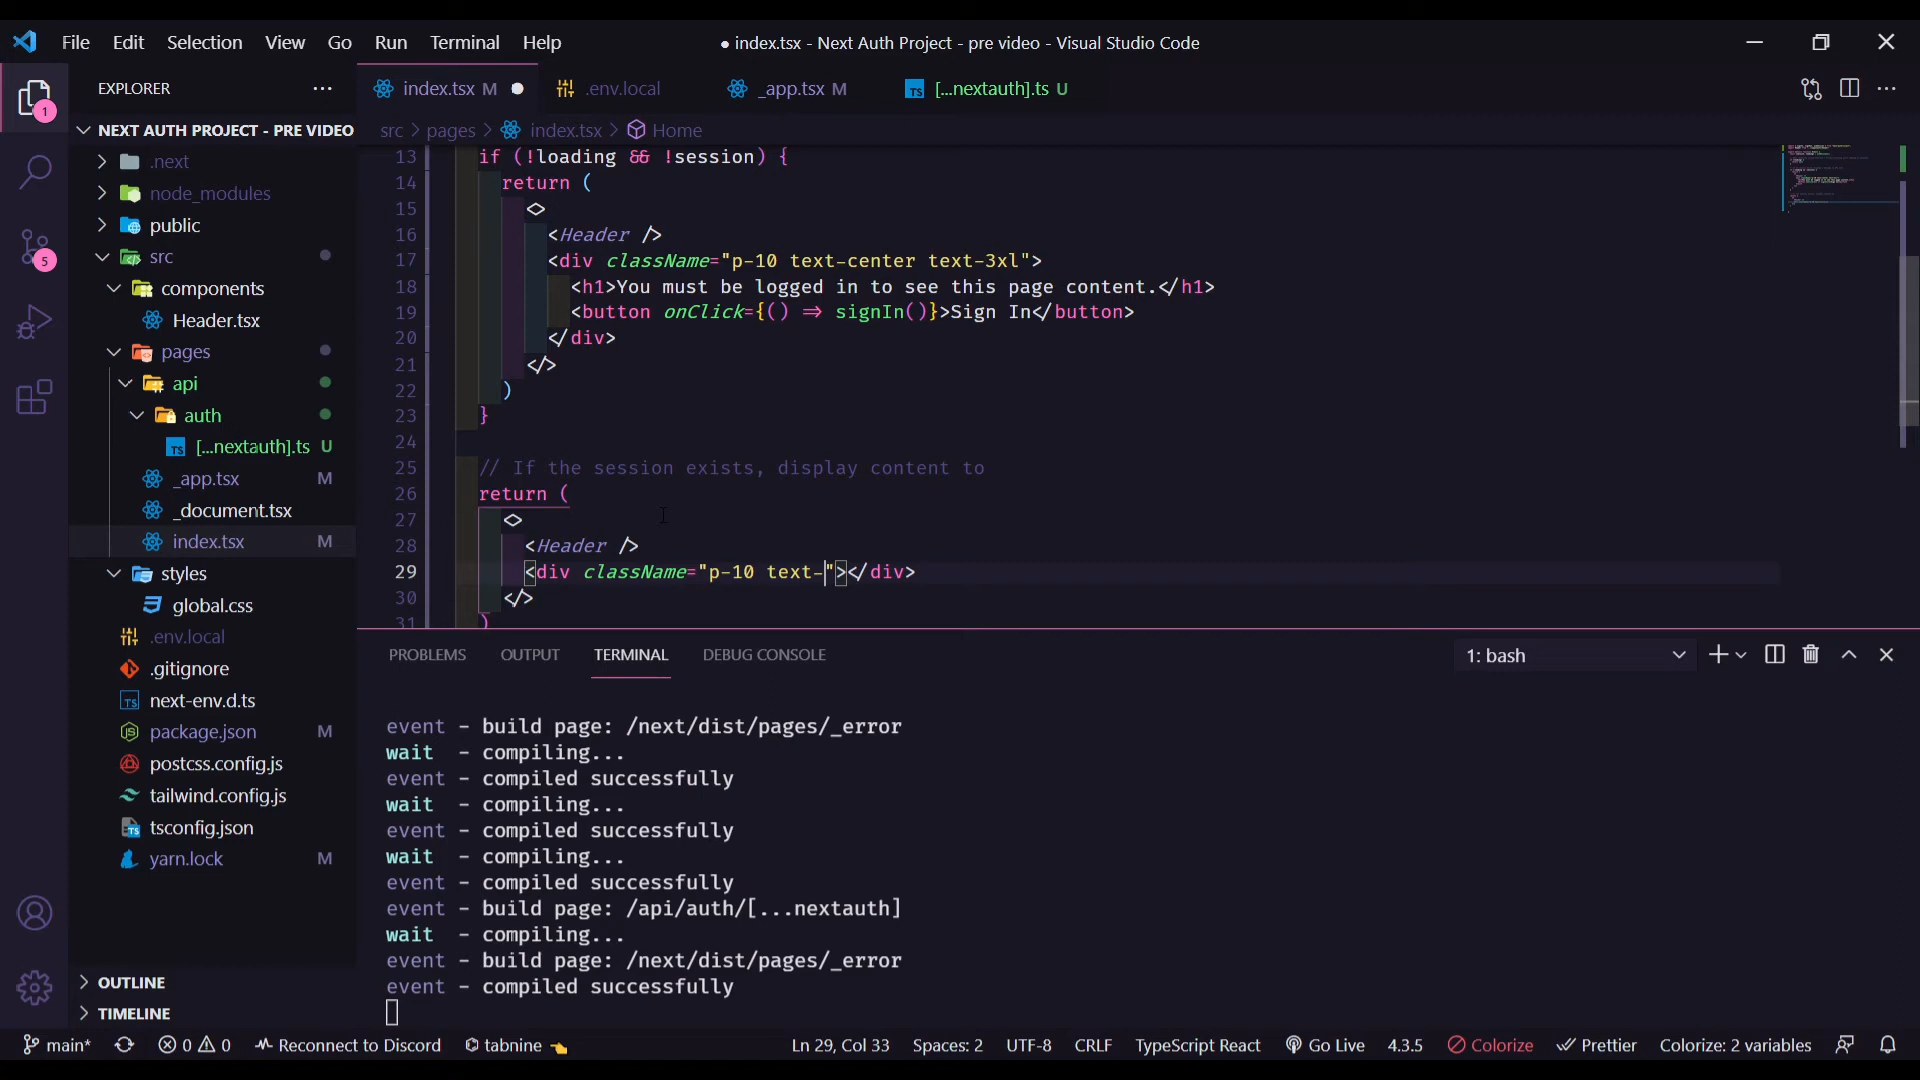 File Edit Selection View Go Run Terminal Help
● index.tsx - Next Auth Project - pre video - Visual Studio Code
EXPLORER
index.tsx M
.env.local
_app.tsx M
TS [...nextauth].ts U
1
5
NEXT AUTH PROJECT - PRE VIDEO
.next
node_modules
public
src
components
Header.tsx
pages
api
auth
TS [...nextauth].ts U
_app.tsx M
_document.tsx
index.tsx M
styles
global.css
.env.local
.gitignore
TS next-env.d.ts
package.json M
postcss.config.js
tailwind.config.js
tsconfig.json
yarn.lock M
OUTLINE
TIMELINE
src > pages > index.tsx > Home
13 if (!loading && !session) {
14 return (
15 <>
16 <Header />
17 <div className="p-10 text-center text-3xl">
18 <h1>You must be logged in to see this page content.</h1>
19 <button onClick={() => signIn()}>Sign In</button>
20 </div>
21 </>
22 )
23 }
24
25 // If the session exists, display content to
26 return (
27 <>
28 <Header />
29 <div className="p-10 text-"></div>
30 </>
31 )
PROBLEMS OUTPUT TERMINAL DEBUG CONSOLE
1: bash
event - build page: /next/dist/pages/_error
wait - compiling...
event - compiled successfully
wait - compiling...
event - compiled successfully
wait - compiling...
event - compiled successfully
event - build page: /api/auth/[...nextauth]
wait - compiling...
event - build page: /next/dist/pages/_error
event - compiled successfully
main* 0 0 Reconnect to Discord tabnine Ln 29, Col 33 Spaces: 2 UTF-8 CRLF TypeScript React Go Live 4.3.5 Colorize Prettier Colorize: 2 variables